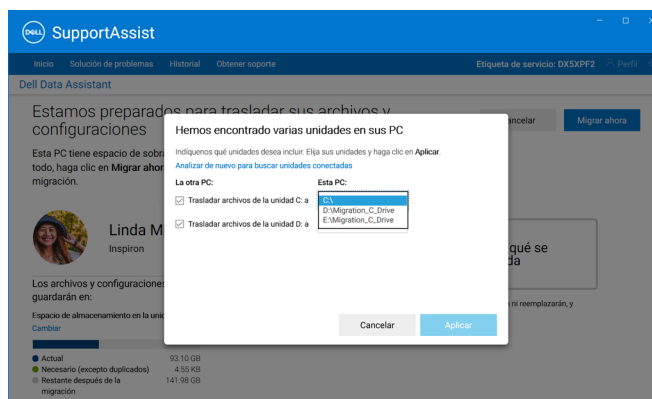 DELL SupportAssist
Inicio Solución de problemas Historial Obtener soporte Etiqueta de servicio: DX5XPF2 Perfil
Dell Data Assistant
Estamos preparados para trasladar sus archivos y
configuraciones
ancelar Migrar ahora
Esta PC tiene espacio de sobra
todo, haga clic en Migrar ahor
migración.
Hemos encontrado varias unidades en sus PC
Indíquenos qué unidades desea incluir. Elija sus unidades y haga clic en Aplicar.
Analizar de nuevo para buscar unidades conectadas
La otra PC: Esta PC:
Trasladar archivos de la unidad C: a C:\
D:\Migration_C_Drive
E:\Migration_C_Drive
Trasladar archivos de la unidad D: a
Cancelar Aplicar
Linda M
Inspiron
qué se
da
Los archivos y configuraciones
guardarán en:
ni reemplazarán, y
Espacio de almacenamiento en la unid
Cambiar
Actual 93.10 GB
Necesario (excepto duplicados) 4.55 KB
Restante después de la 141.98 GB
migración